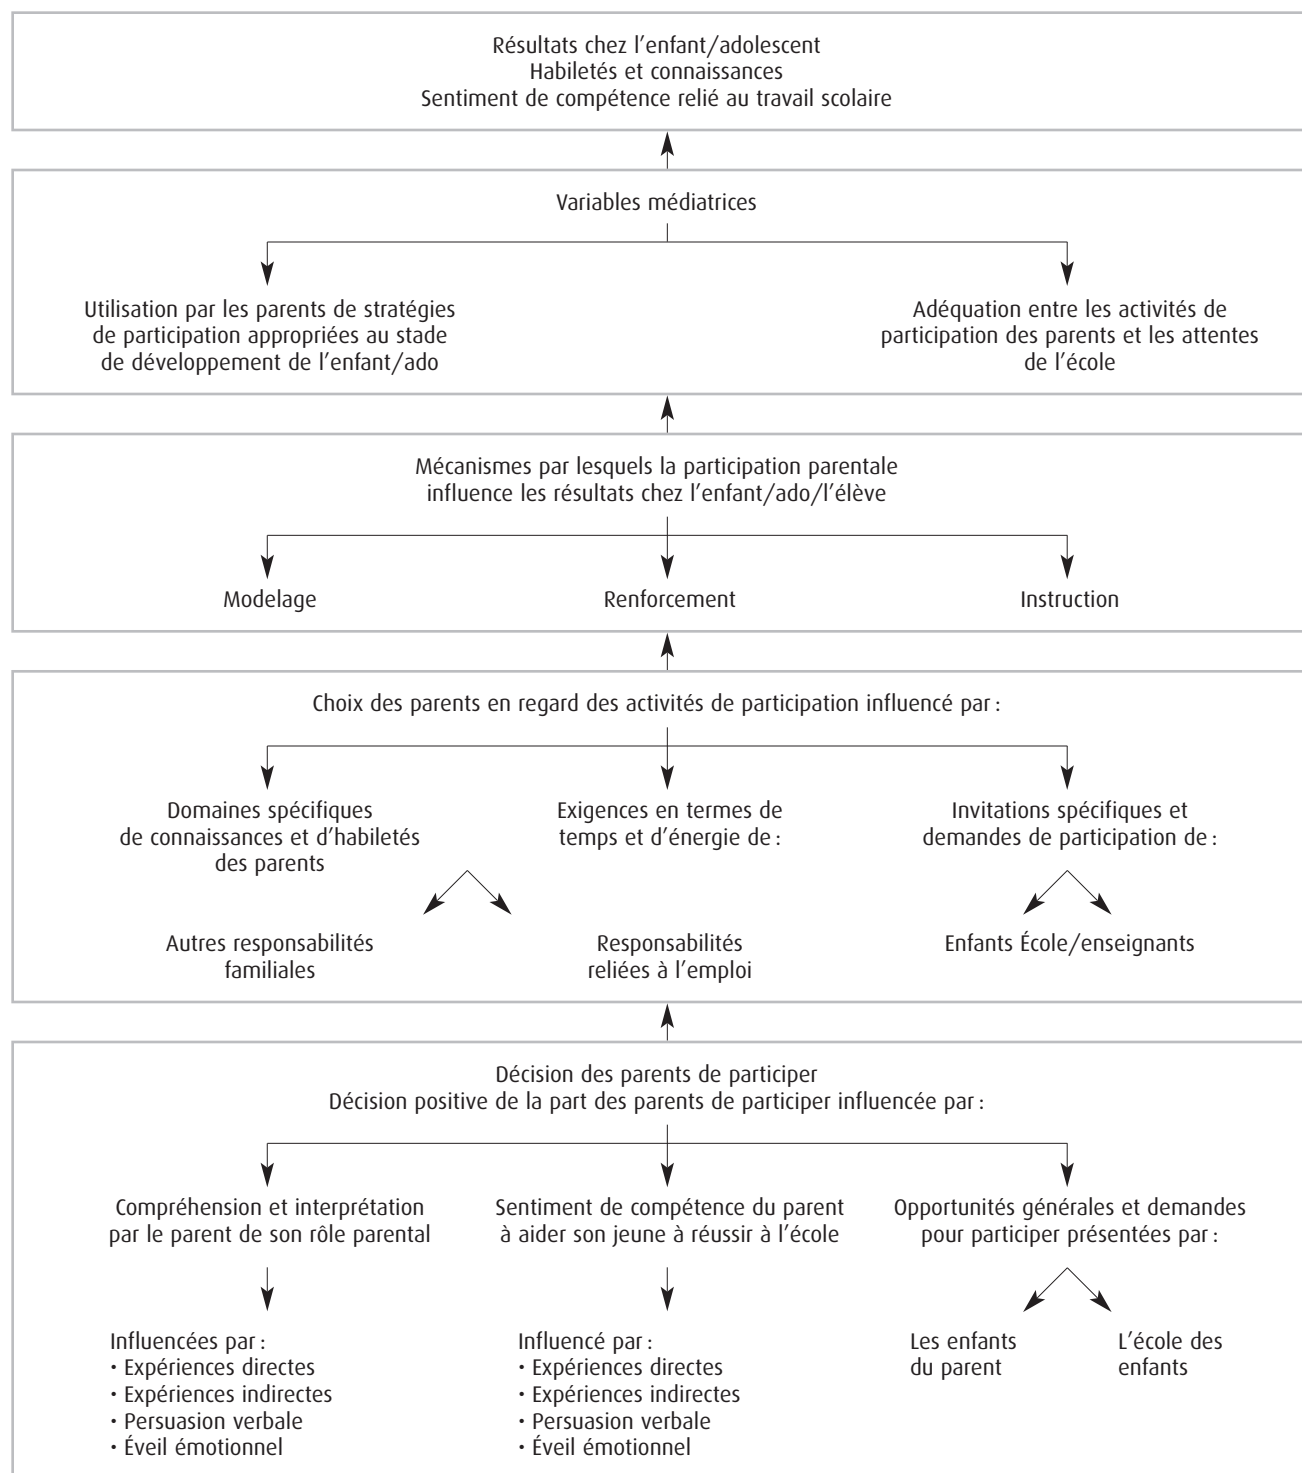 Résultats chez l'enfant/adolescent
Habiletés et connaissances
Sentiment de compétence relié au travail scolaire
Variables médiatrices
Utilisation par les parents de stratégies
de participation appropriées au stade
de développement de l'enfant/ado
Adéquation entre les activités de
participation des parents et les attentes
de l'école
Mécanismes par lesquels la participation parentale
influence les résultats chez l'enfant/ado/l'élève
Modelage
Renforcement
Instruction
Choix des parents en regard des activités de participation influencé par :
Domaines spécifiques
de connaissances et d'habiletés
des parents
Exigences en termes de
temps et d'énergie de :
Invitations spécifiques et
demandes de participation de :
Autres responsabilités
familiales
Responsabilités
reliées à l'emploi
Enfants École/enseignants
Décision des parents de participer
Décision positive de la part des parents de participer influencée par :
Compréhension et interprétation
par le parent de son rôle parental
Sentiment de compétence du parent
à aider son jeune à réussir à l'école
Opportunités générales et demandes
pour participer présentées par :
Influencées par :
• Expériences directes
• Expériences indirectes
• Persuasion verbale
• Éveil émotionnel
Influencé par :
• Expériences directes
• Expériences indirectes
• Persuasion verbale
• Éveil émotionnel
Les enfants
du parent
L'école des
enfants